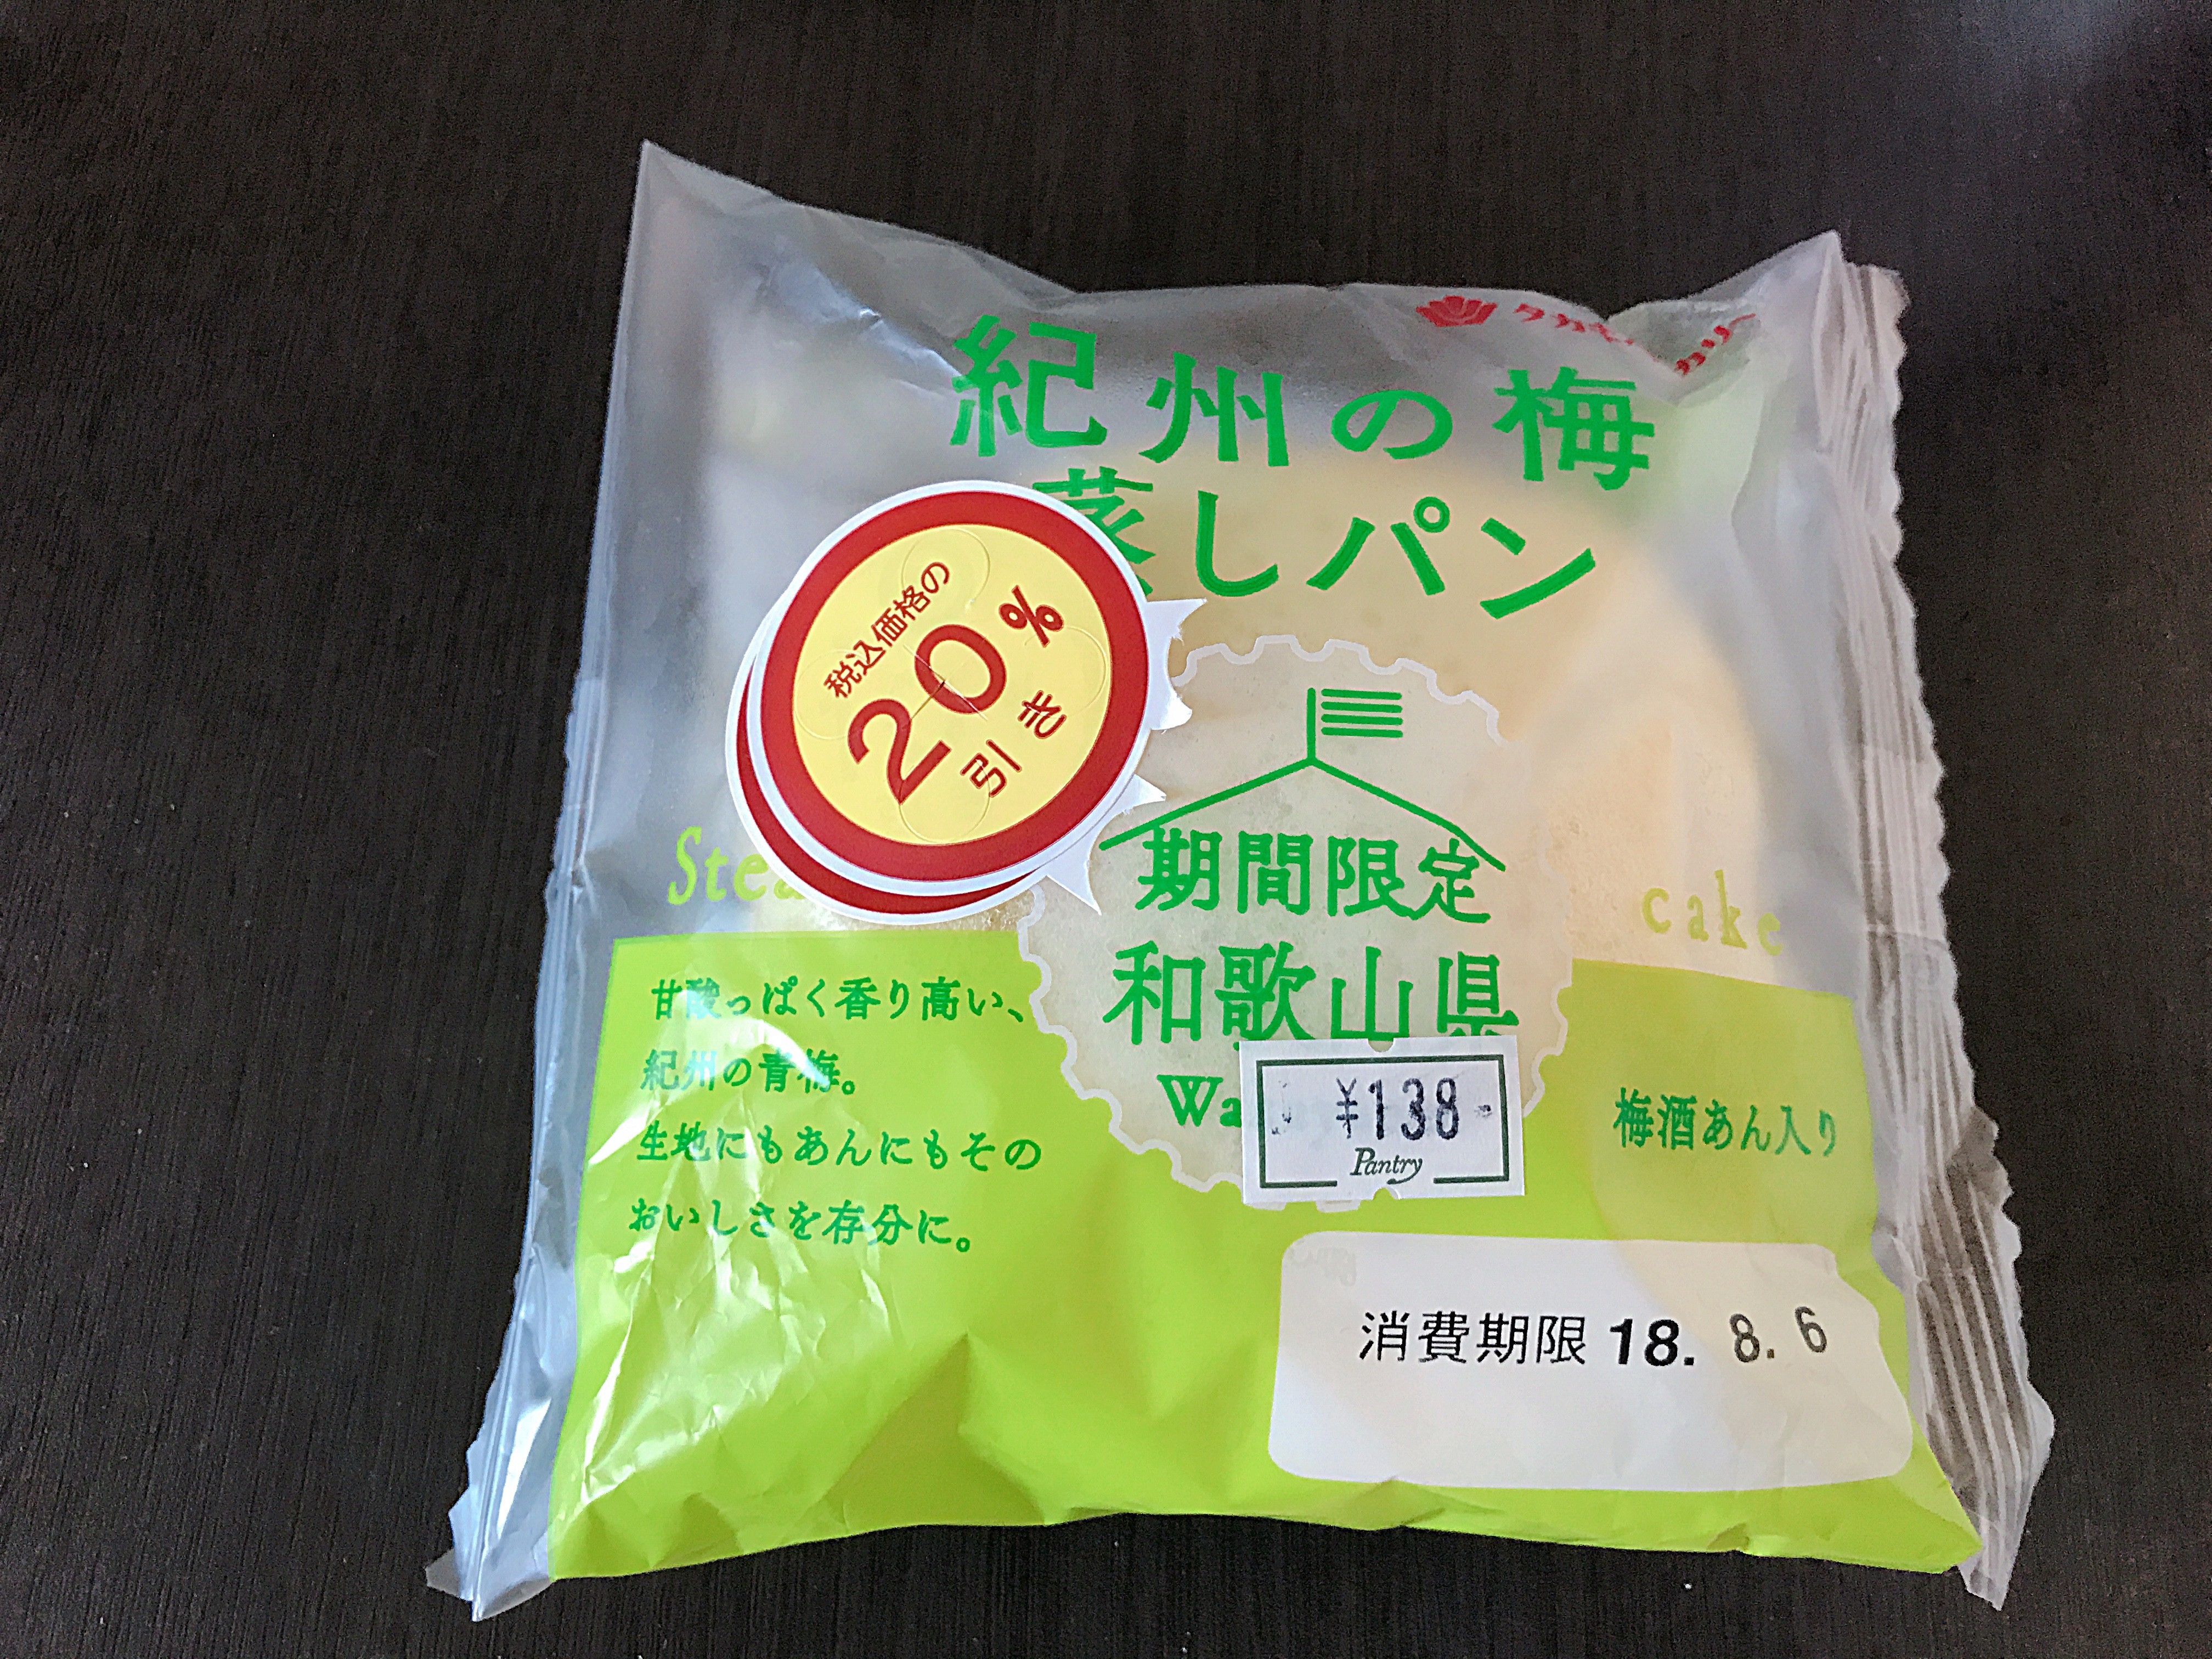 紀州の梅
蒸しパン
税込価格の
20%
引き
期間限定
和歌山県
cake
甘酸っぱく香り高い、
紀州の青梅。
生地にもあんにもその
おいしさを存分に。
¥138-
Pantry
梅酒あん入り
消費期限 18. 8. 6